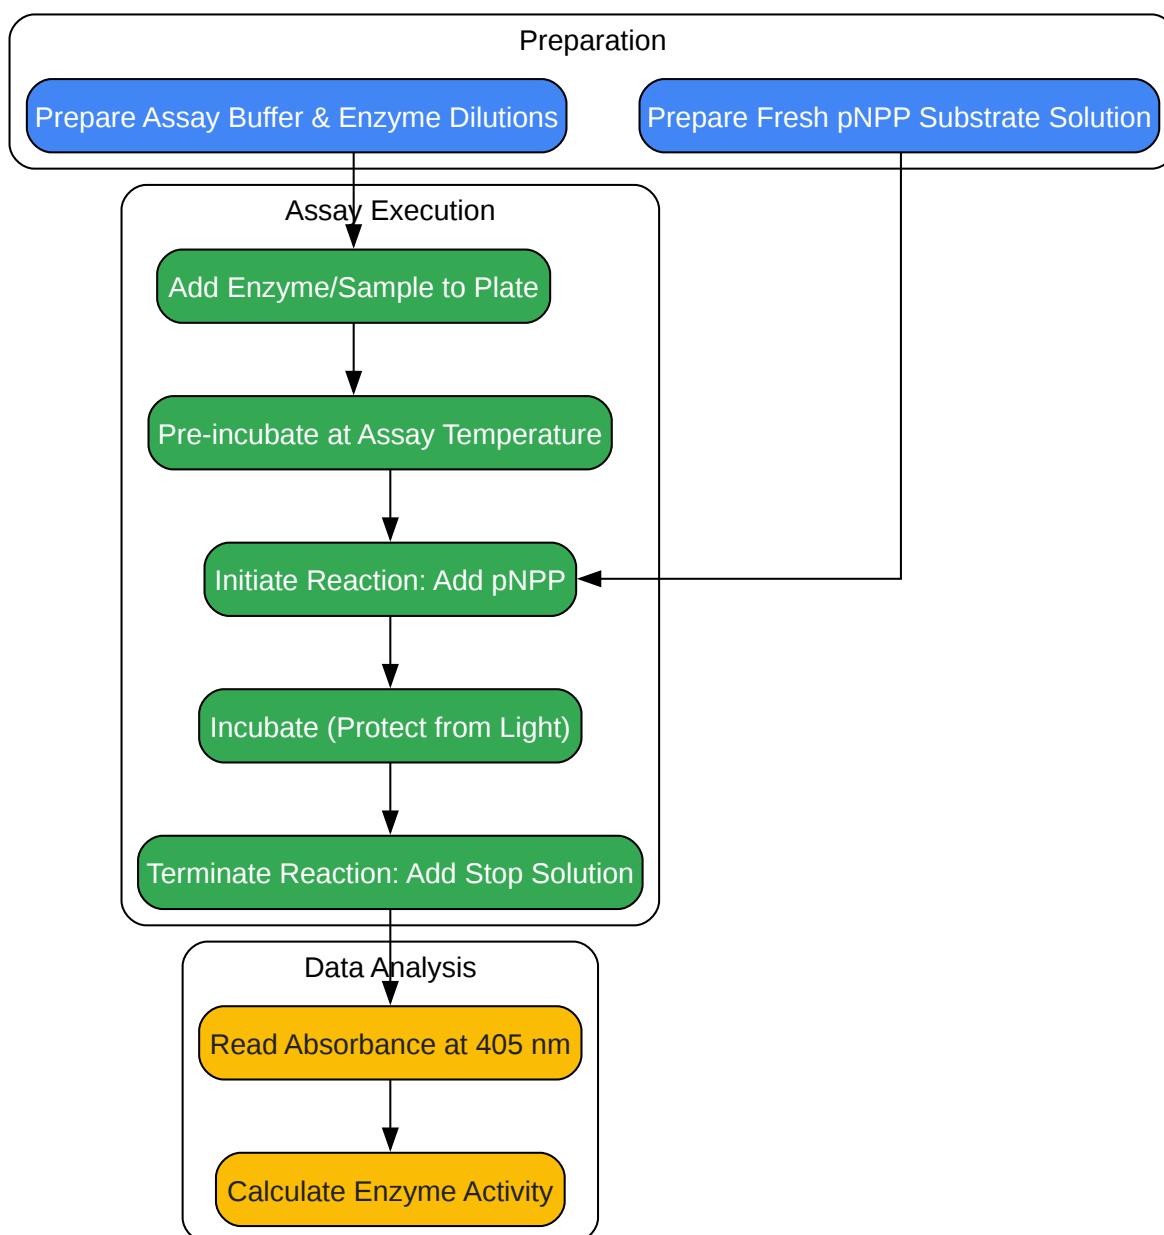 Preparation
Prepare Assay Buffer & Enzyme Dilutions
Prepare Fresh pNPP Substrate Solution
Assay Execution
Add Enzyme/Sample to Plate
Pre-incubate at Assay Temperature
Initiate Reaction: Add pNPP
Incubate (Protect from Light)
Terminate Reaction: Add Stop Solution
Data Analysis
Read Absorbance at 405 nm
Calculate Enzyme Activity